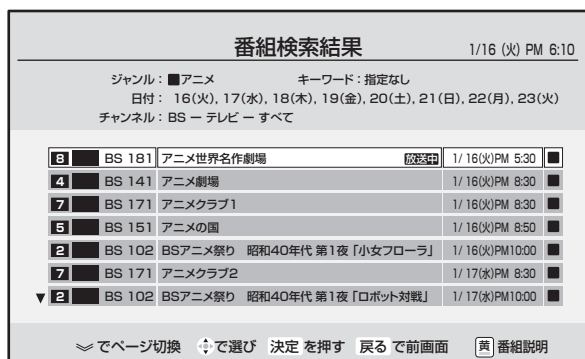 番組検索結果 1/16 (火) PM 6:10
ジャンル：■アニメ キーワード：指定なし
日付： 16(火), 17(水), 18(木), 19(金), 20(土), 21(日), 22(月), 23(火)
チャンネル：BS ー テレビ ー すべて
8 BS 181 アニメ世界名作劇場 放送中 1/ 16(火)PM 5:30
4 BS 141 アニメ劇場 1/ 16(火)PM 8:30
7 BS 171 アニメクラブ1 1/ 16(火)PM 8:30
5 BS 151 アニメの国 1/ 16(火)PM 8:50
2 BS 102 BSアニメ祭り 昭和40年代 第1夜「小女フローラ」 1/ 16(火)PM10:00
7 BS 171 アニメクラブ2 1/ 17(水)PM 8:30
▼ 2 BS 102 BSアニメ祭り 昭和40年代 第1夜「ロボット対戦」 1/ 17(水)PM10:00
でページ切換 で選び 決定 を押す 戻る で前画面 黄 番組説明